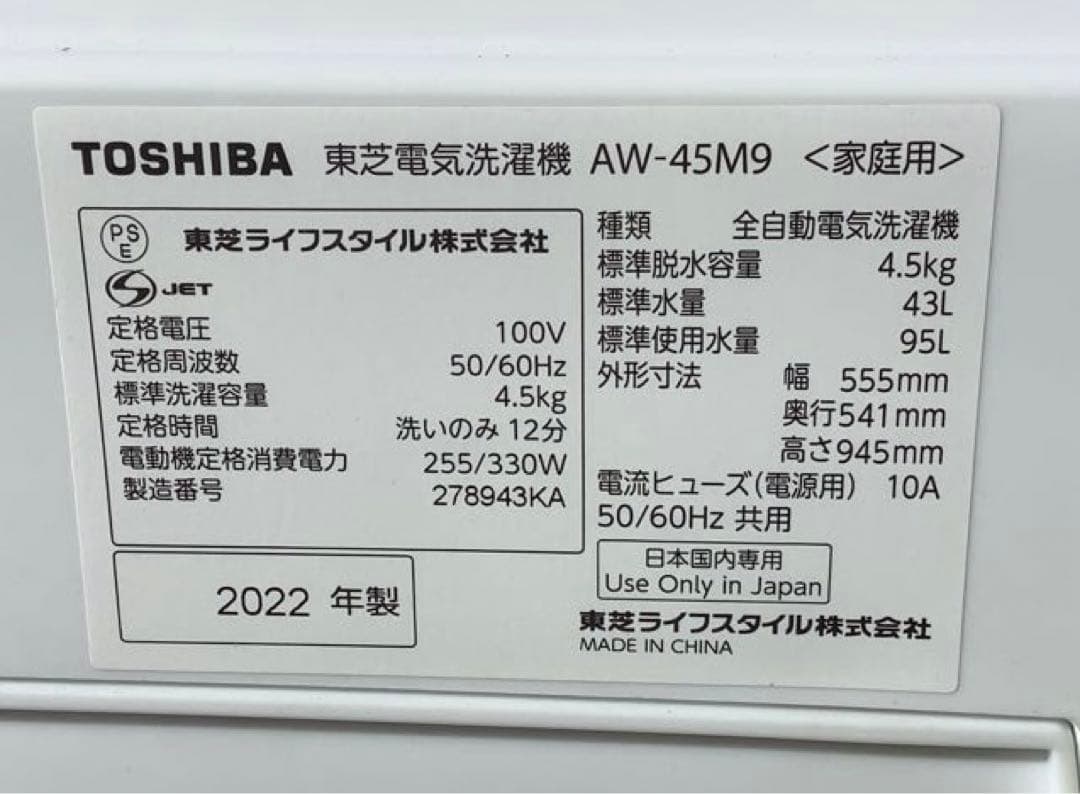 TOSHIBA 東芝電気洗濯機 AW-45M9 <家庭用>
PSE 東芝ライフスタイル株式会社
S JET
定格電圧 100V
定格周波数 50/60Hz
標準洗濯容量 4.5kg
定格時間 洗いのみ 12分
電動機定格消費電力 255/330W
製造番号 278943KA
2022 年製
種類 全自動電気洗濯機
標準脱水容量 4.5kg
標準水量 43L
標準使用水量 95L
外形寸法 幅 555mm
奥行541mm
高さ945mm
電流ヒューズ(電源用) 10A
50/60Hz 共用
日本国内専用
Use Only in Japan
東芝ライフスタイル株式会社
MADE IN CHINA